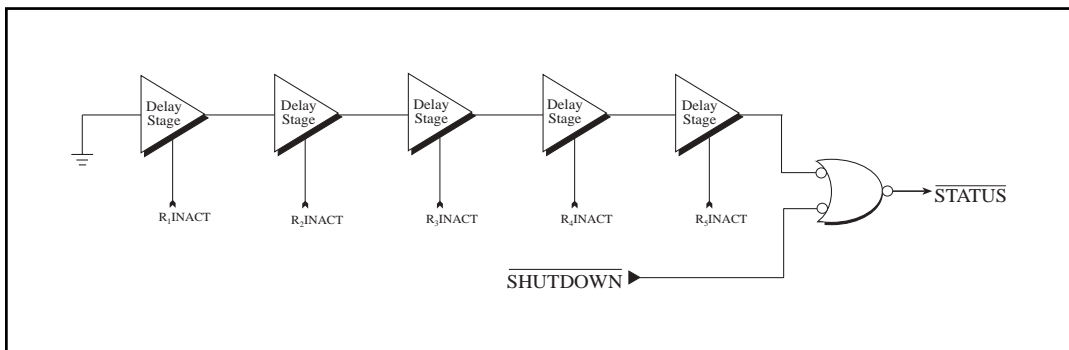 Delay
Stage
Delay
Stage
Delay
Stage
Delay
Stage
Delay
Stage
R₁INACT
R₂INACT
R₃INACT
R₄INACT
R₅INACT
STATUS
SHUTDOWN